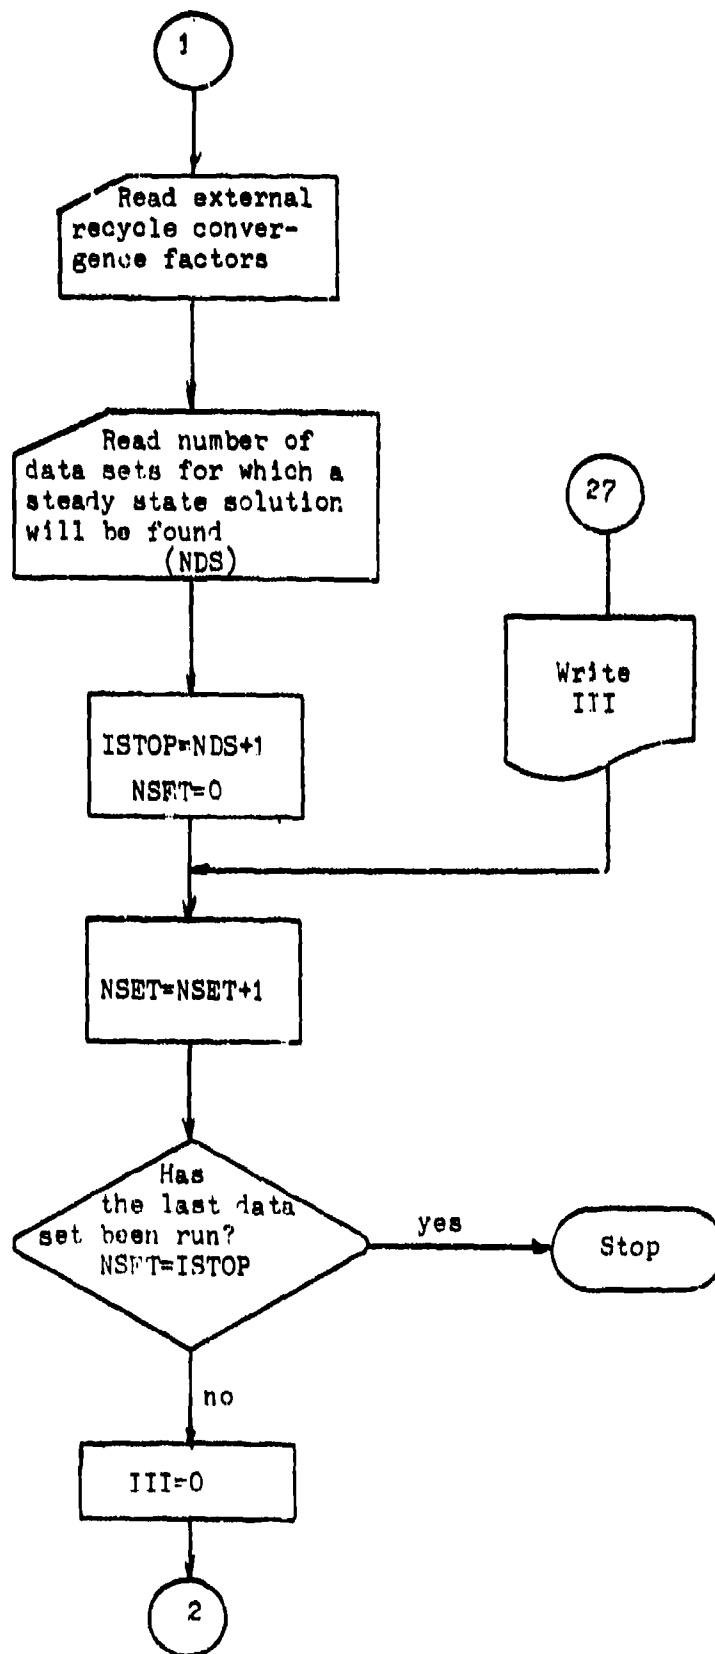 1
Read external
recycle conver-
gence factors
Read number of
data sets for which a
steady state solution
will be found
(NDS)
27
Write
III
ISTOP=NDS+1
NSET=0
NSET=NSET+1
Has
the last data
set been run?
NSET=ISTOP
yes
Stop
no
III=0
2